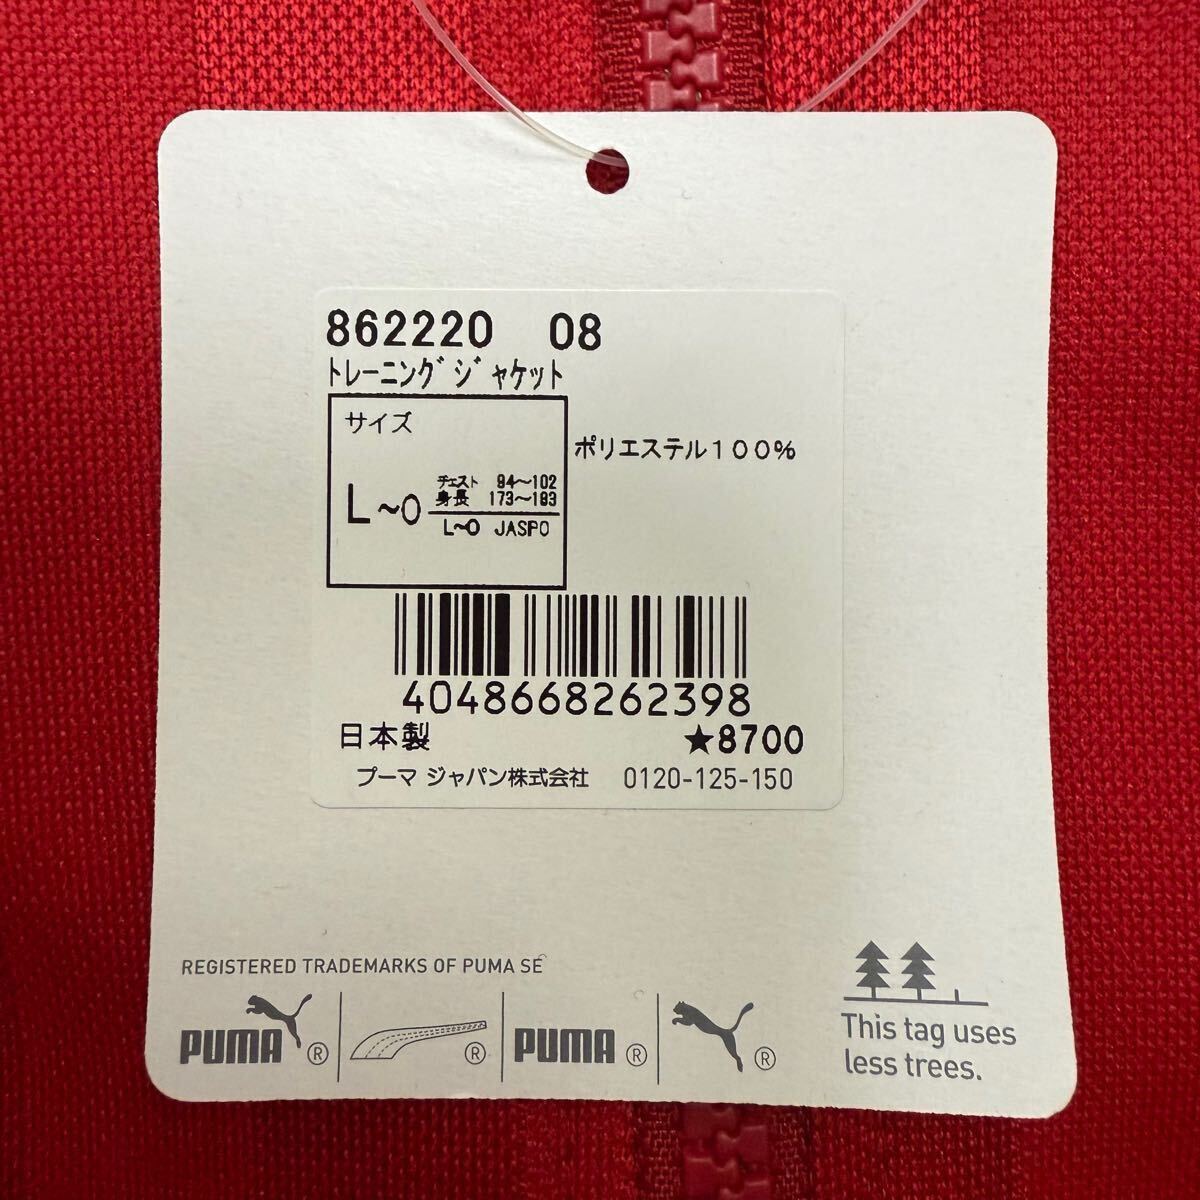 862220 08
ﾄﾚｰﾆﾝｸﾞｼﾞｬｹｯﾄ
サイズ
ポリエステル１００％
L～O
チェスト 94～102
身長 173～183
L～O JASPO
4048668262398
日本製 ★8700
プーマ ジャパン株式会社 0120-125-150
REGISTERED TRADEMARKS OF PUMA SE
PUMA ® ® PUMA ® ®
This tag uses
less trees.